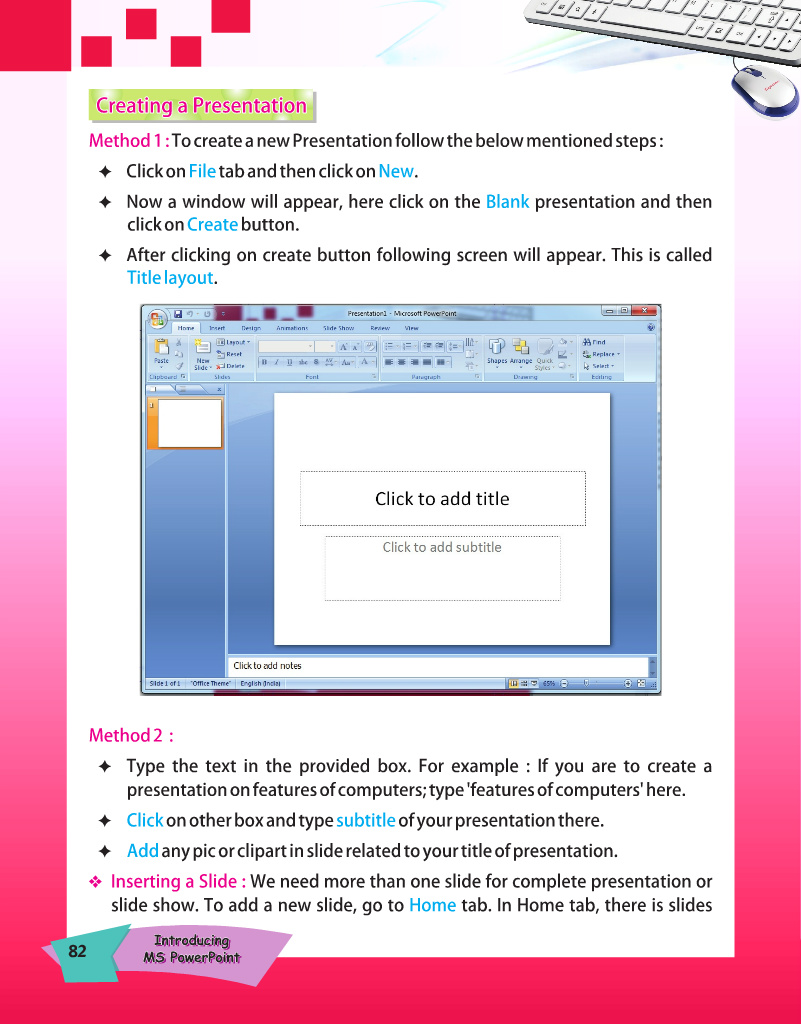 Creating a Presentation
Method 1 : To create a new Presentation follow the below mentioned steps :
✦ Click on File tab and then click on New.
✦ Now a window will appear, here click on the Blank presentation and then
click on Create button.
✦ After clicking on create button following screen will appear. This is called
Title layout.
Presentation1 - Microsoft PowerPoint
Home Insert Design Animations Slide Show Review View
Paste New Slide Layout Reset Delete Shapes Arrange Quick Styles Find Replace Select
Clipboard Slides Font Paragraph Drawing Editing
Click to add title
Click to add subtitle
Click to add notes
Slide 1 of 1 "Office Theme" English (India) 65%
Method 2 :
✦ Type the text in the provided box. For example : If you are to create a
presentation on features of computers; type 'features of computers' here.
✦ Click on other box and type subtitle of your presentation there.
✦ Add any pic or clipart in slide related to your title of presentation.
❖ Inserting a Slide : We need more than one slide for complete presentation or
slide show. To add a new slide, go to Home tab. In Home tab, there is slides
82
Introducing
MS PowerPoint